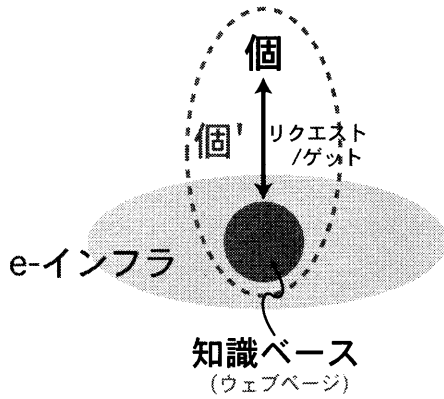 個
個'
リクエスト
/ゲット
e-インフラ
知識ベース
(ウェブページ)